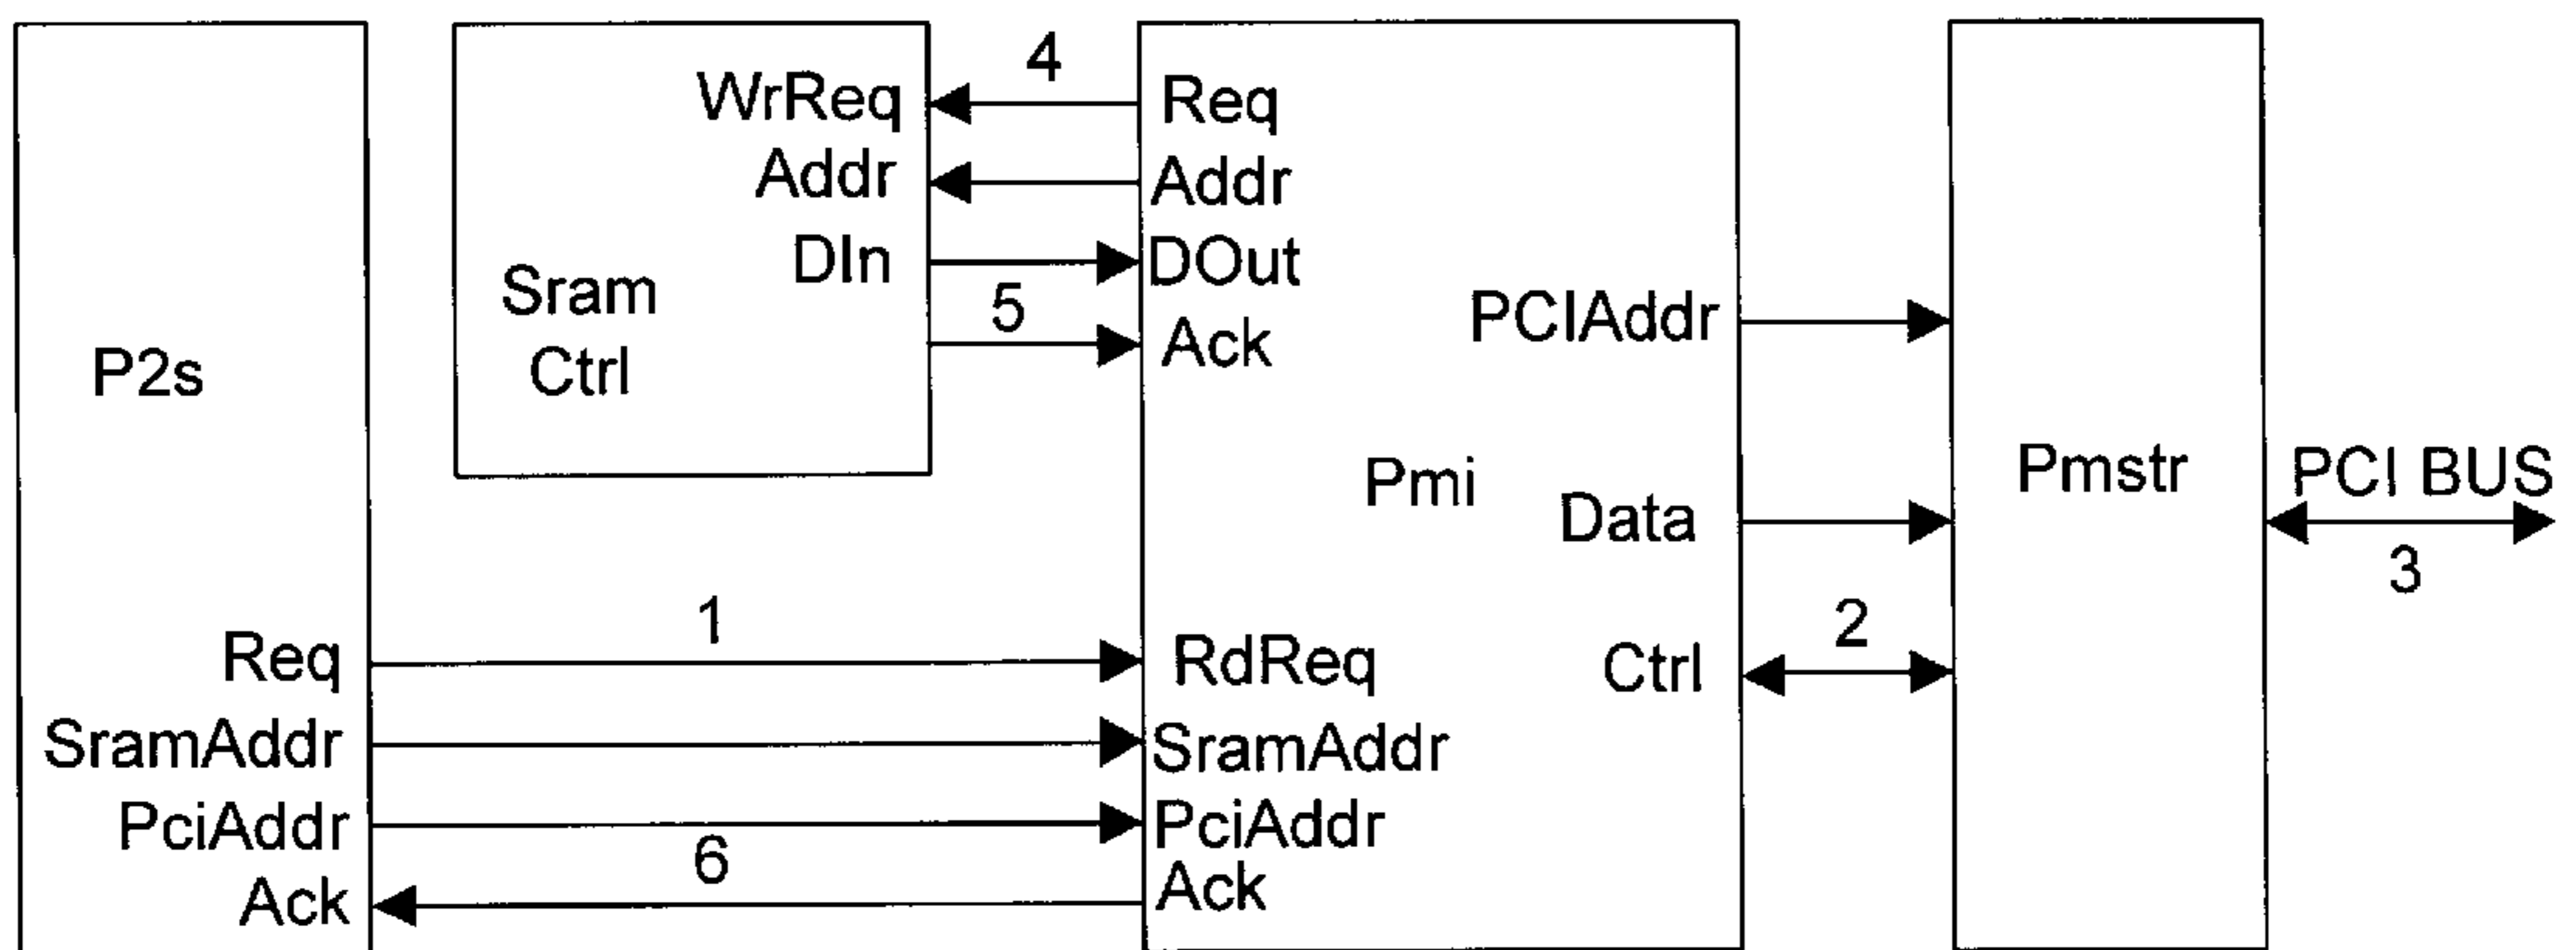 4
WrReq
Req
Addr
Addr
DIn
DOut
Sram
Ctrl
5
Ack
PCIAddr
P2s
Pmi
Pmstr
PCI BUS
Data
3
1
2
Req
RdReq
Ctrl
SramAddr
SramAddr
PciAddr
PciAddr
6
Ack
Ack